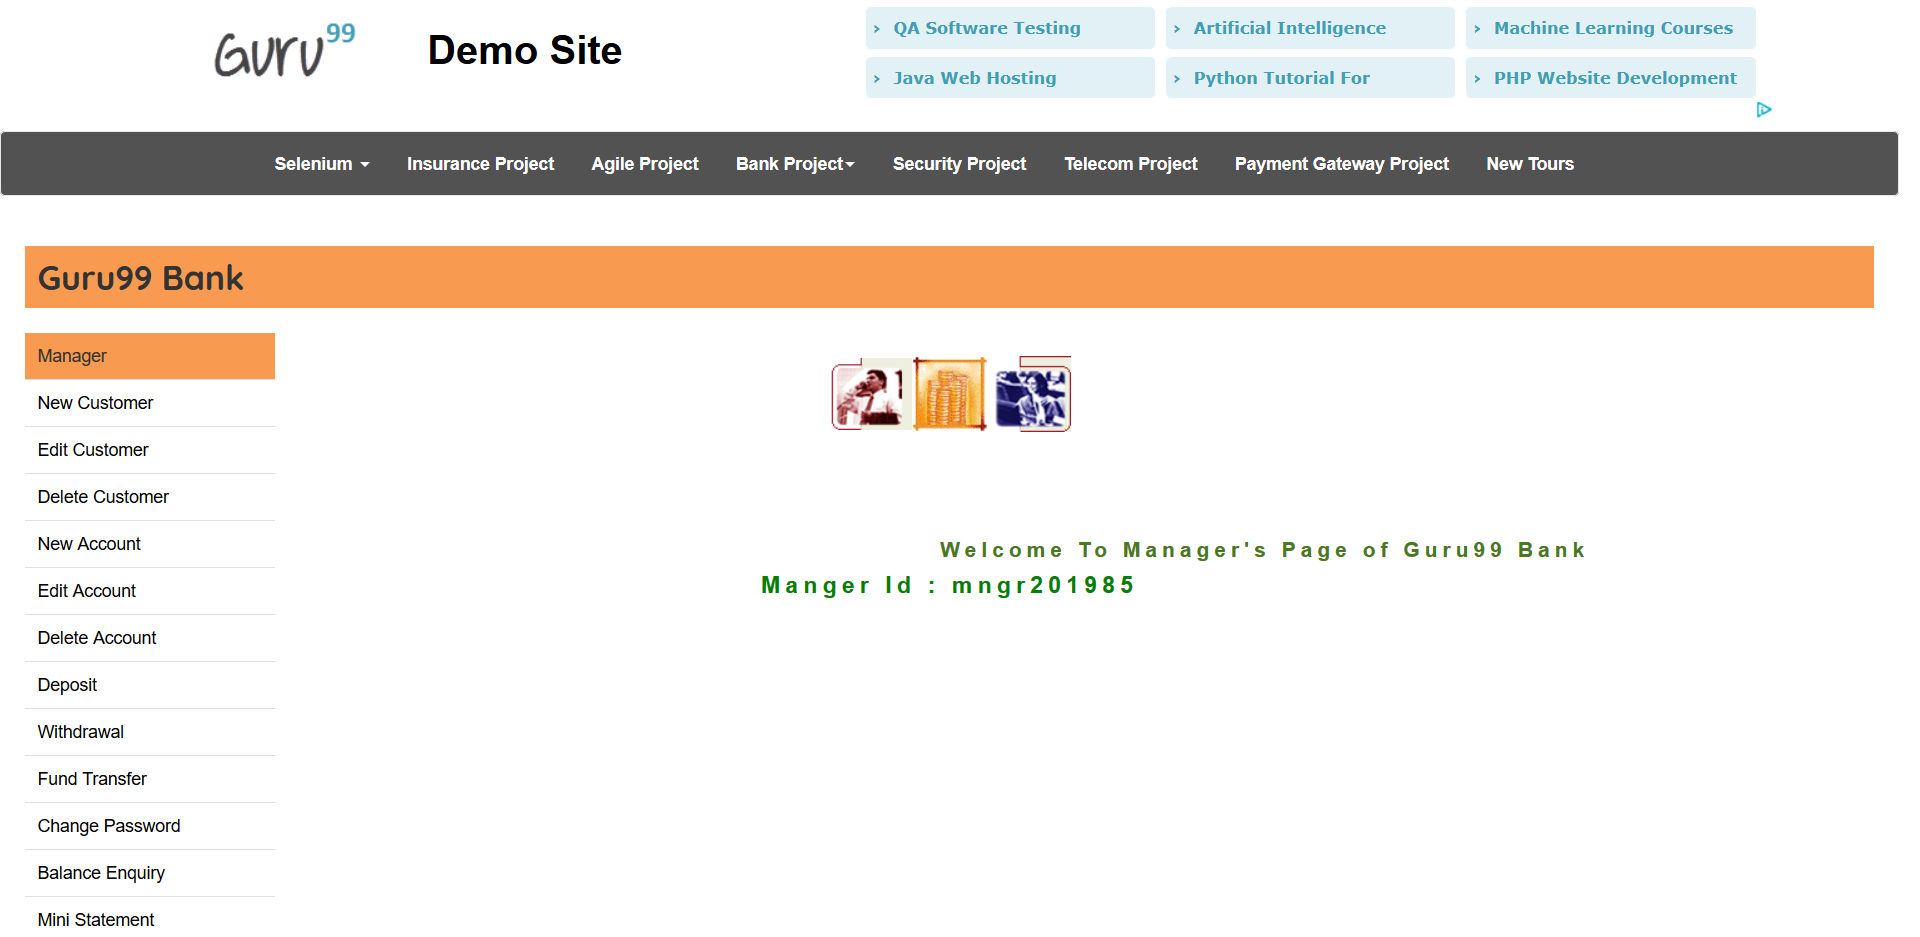 Guru99 Demo Site
› QA Software Testing › Artificial Intelligence › Machine Learning Courses
› Java Web Hosting › Python Tutorial For › PHP Website Development
Selenium Insurance Project Agile Project Bank Project Security Project Telecom Project Payment Gateway Project New Tours
Guru99 Bank
Manager
New Customer
Edit Customer
Delete Customer
New Account
Edit Account
Delete Account
Deposit
Withdrawal
Fund Transfer
Change Password
Balance Enquiry
Mini Statement
Welcome To Manager's Page of Guru99 Bank
Manger Id : mngr201985